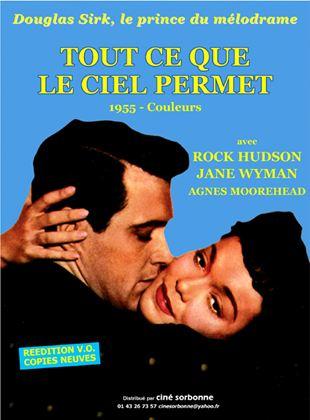 Douglas Sirk, le prince du mélodrame
TOUT CE QUE
LE CIEL PERMET
1955 - Couleurs
avec
ROCK HUDSON
JANE WYMAN
AGNES MOOREHEAD
REEDITION V.O.
COPIES NEUVES
Distribué par ciné sorbonne
01 43 26 73 57 cinesorbonne@yahoo.fr